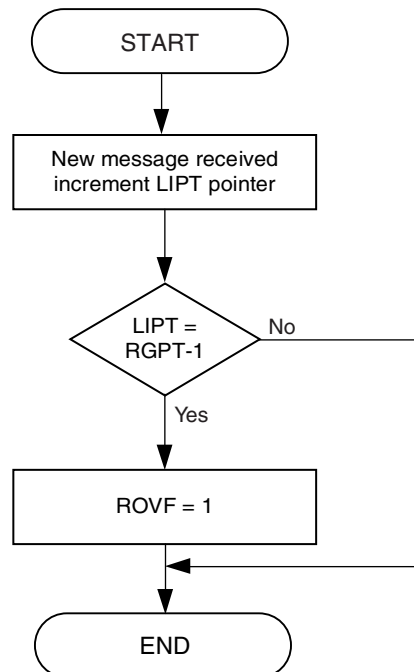 START
New message received
increment LIPT pointer
LIPT =
RGPT-1
No
Yes
ROVF = 1
END